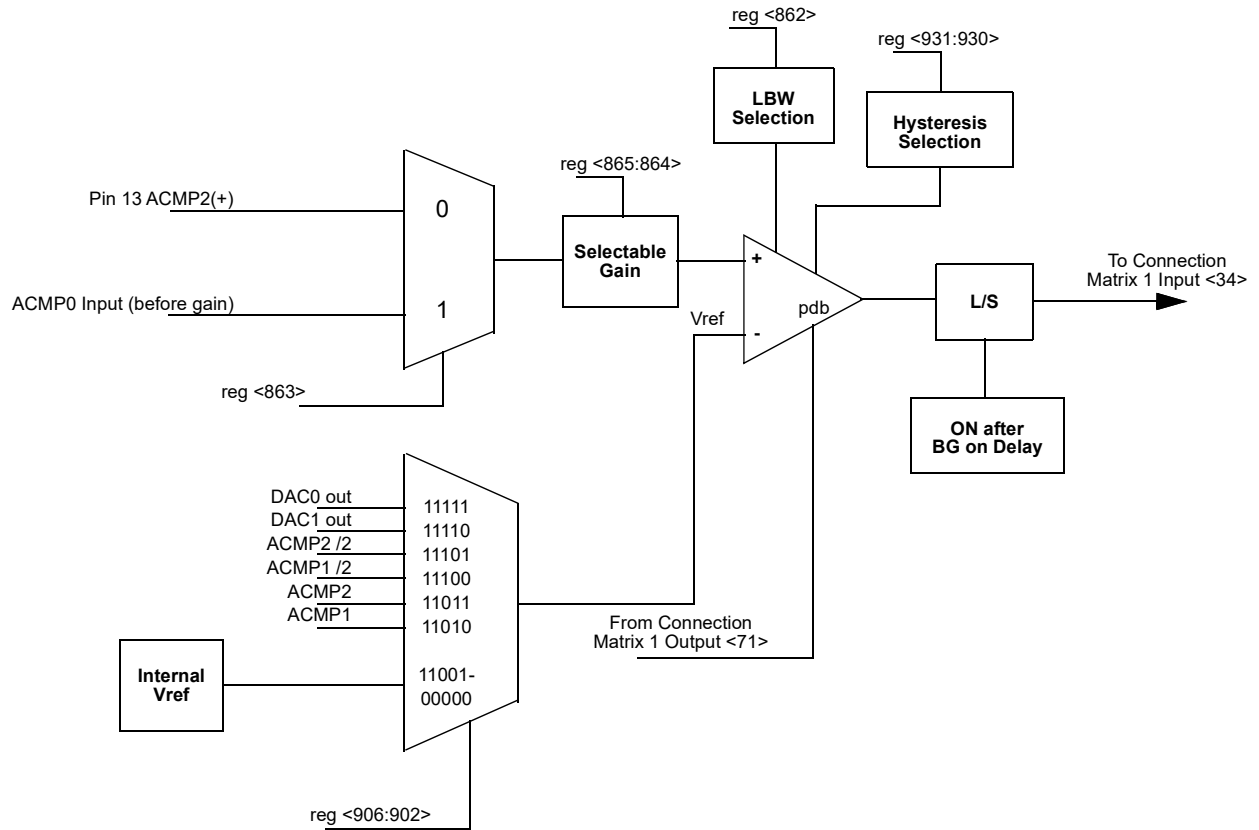 reg <862>
reg <931:930>
LBW
Selection
Hysteresis
Selection
reg <865:864>
Pin 13 ACMP2(+)
0
Selectable
Gain
+
To Connection
Matrix 1 Input <34>
ACMP0 Input (before gain)
1
L/S
pdb
Vref
-
reg <863>
ON after
BG on Delay
DAC0 out
11111
DAC1 out
11110
ACMP2 /2
11101
ACMP1 /2
11100
ACMP2
11011
ACMP1
11010
From Connection
Matrix 1 Output <71>
Internal
Vref
11001-
00000
reg <906:902>